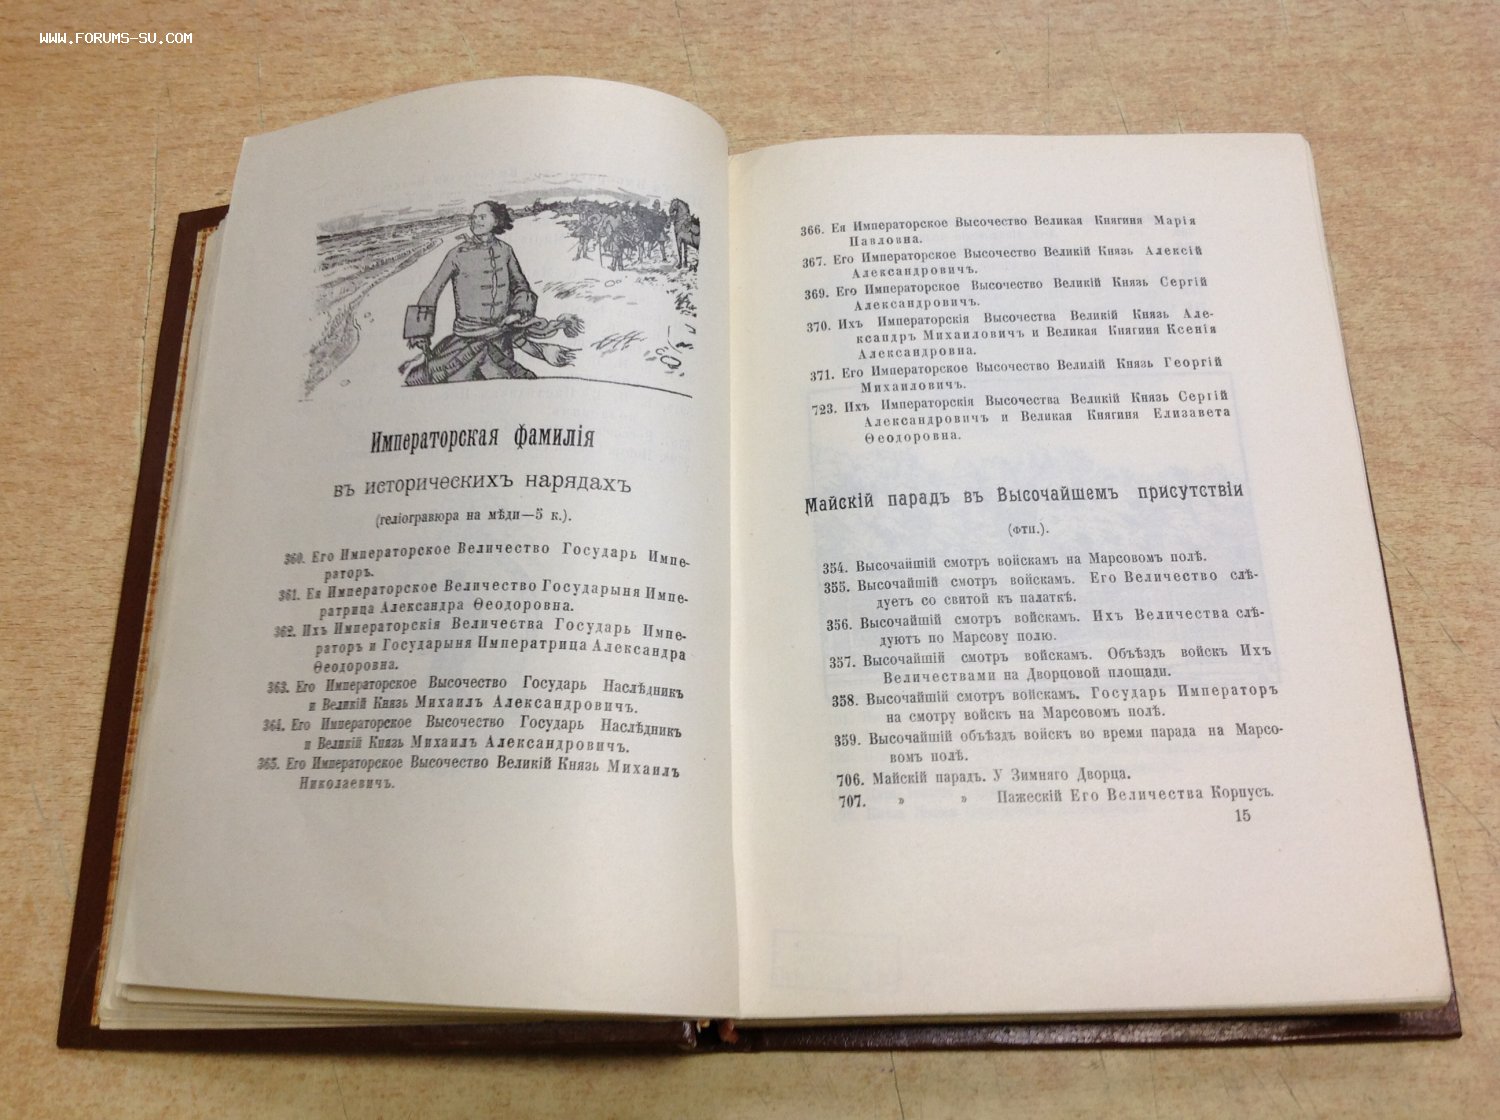 WWW.FORUMS-SU.COM
Императорская фамилія
въ историческихъ нарядахъ
(геліогравюра на мѣди—5 к.).
360. Его Императорское Величество Государь Импе-
раторъ.
361. Ея Императорское Величество Государыня Импе-
ратрица Александра Ѳеодоровна.
362. Ихъ Императорскія Величества Государь Импе-
раторъ и Государыня Императрица Александра
Ѳеодоровна.
363. Его Императорское Высочество Государь Наслѣдникъ
и Великій Князь Михаилъ Александровичъ.
364. Его Императорское Высочество Государь Наслѣдникъ
и Великій Князь Михаилъ Александровичъ.
365. Его Императорское Высочество Великій Князь Михаилъ
Николаевичъ.
366. Ея Императорское Высочество Великая Княгиня Марія
Павловна.
367. Его Императорское Высочество Великій Князь Алексій
Александровичъ.
369. Его Императорское Высочество Великій Князь Сергій
Александровичъ.
370. Ихъ Императорскія Высочества Великій Князь Але-
ксандръ Михаиловичъ и Великая Княгиня Ксенія
Александровна.
371. Его Императорское Высочество Велилій Князь Георгій
Михаиловичъ.
723. Ихъ Императорскія Высочества Великій Князь Сергій
Александровичъ и Великая Княгиня Елизавета
Ѳеодоровна.
Майскій парадъ въ Высочайшемъ присутствіи
(фтп.).
354. Высочайшій смотръ войскамъ на Марсовомъ полѣ.
355. Высочайшій смотръ войскамъ. Его Величество слѣ-
дуетъ со свитой къ палаткѣ.
356. Высочайшій смотръ войскамъ. Ихъ Величества слѣ-
дуютъ по Марсову полю.
357. Высочайшій смотръ войскамъ. Объѣздъ войскъ Ихъ
Величествами на Дворцовой площади.
358. Высочайшій смотръ войскамъ. Государь Императоръ
на смотру войскъ на Марсовомъ полѣ.
359. Высочайшій объѣздъ войскъ во время парада на Марсо-
вомъ полѣ.
706. Майскій парадъ. У Зимняго Дворца.
707. » » Пажескій Его Величества Корпусъ.
15